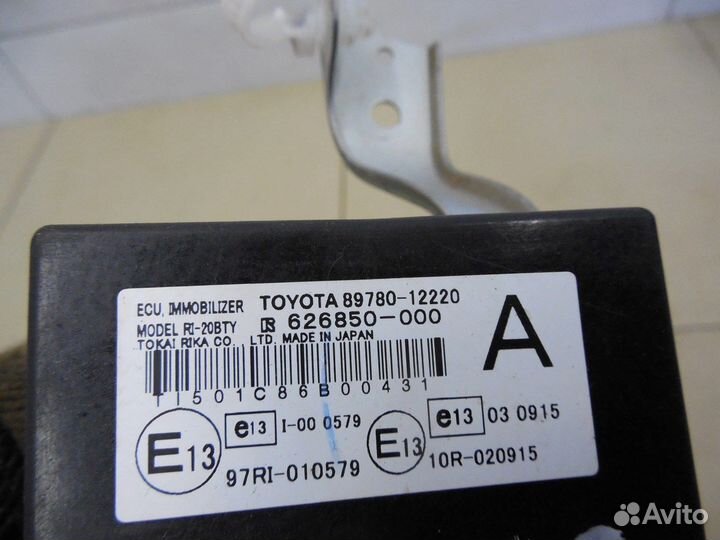 ECU, IMMOBILIZER TOYOTA 89780-12220
MODEL RI-20BTY 626850-000
TOKAI RIKA CO. LTD. MADE IN JAPAN
A
TI501C86B00431
E13 e13 I-00 0579
97RI-010579
E13 e13 03 0915
10R-020915
Avito